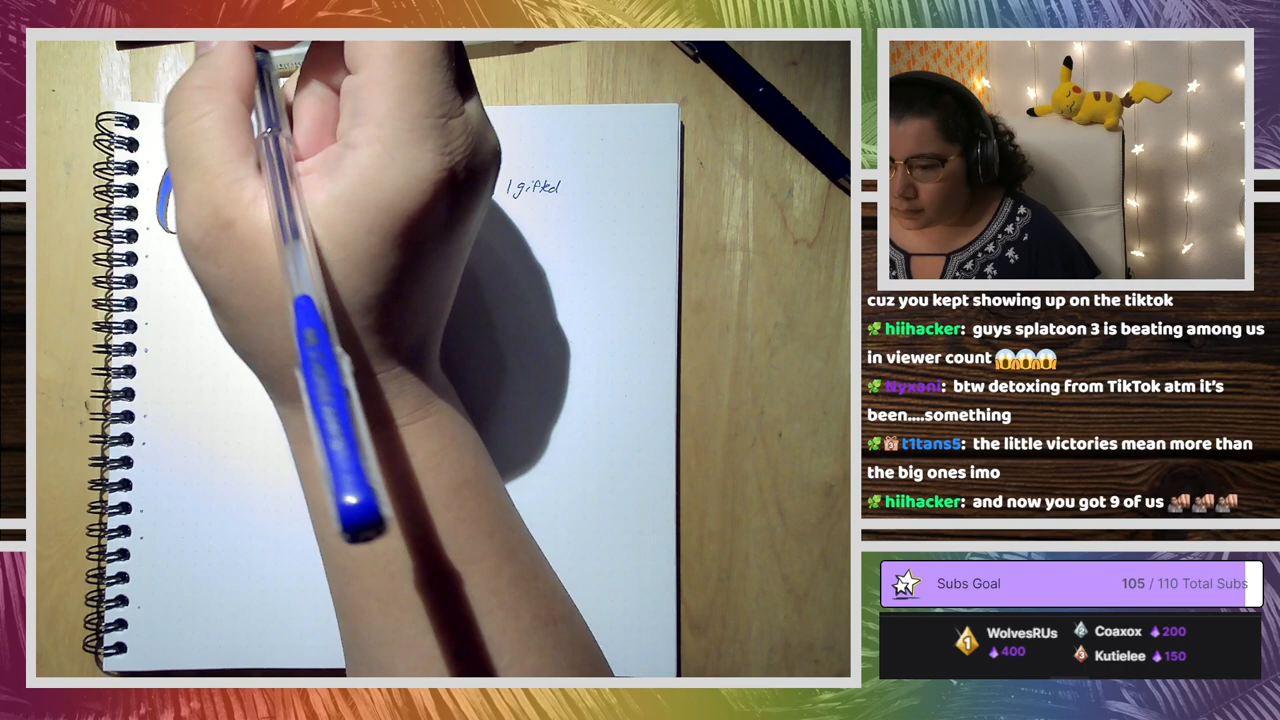 1 gifted
cuz you kept showing up on the tiktok
hiihacker: guys splatoon 3 is beating among us
in viewer count 😱😱😱
Nyxani: btw detoxing from TikTok atm it's
been....something
t1tans5: the little victories mean more than
the big ones imo
hiihacker: and now you got 9 of us
Subs Goal 105 / 110 Total Subs
1 WolvesRUs 400
2 Coaxox 200
3 Kutielee 150